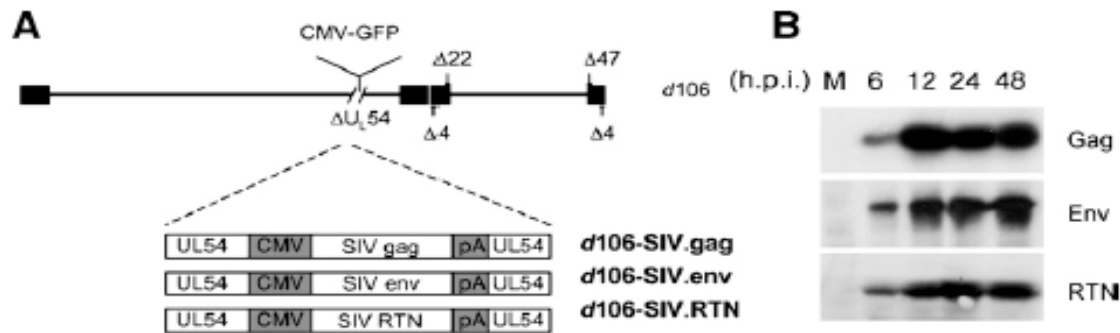 A
CMV-GFP
Δ22
Δ47
d106
ΔUL54
Δ4
Δ4
UL54 CMV SIV gag pA UL54 d106-SIV.gag
UL54 CMV SIV env pA UL54 d106-SIV.env
UL54 CMV SIV RTN pA UL54 d106-SIV.RTN
B
(h.p.i.) M 6 12 24 48
Gag
Env
RTN